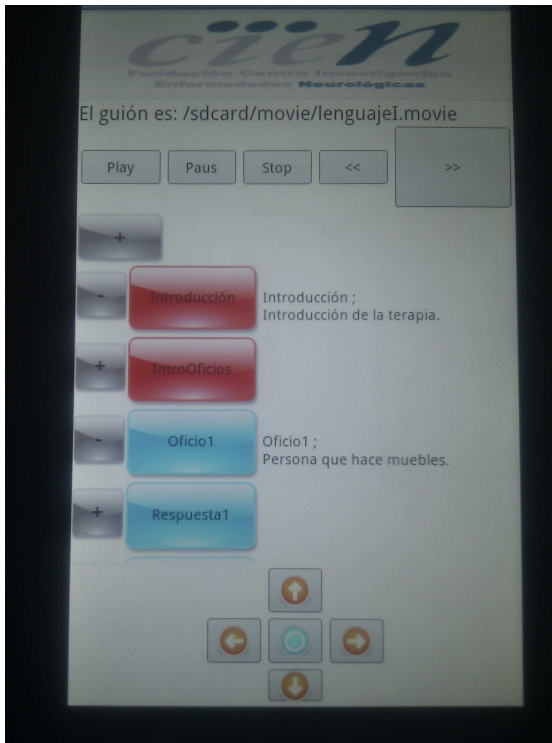 cien
Fundación Centro Investigación
Enfermedades Neurológicas
El guión es: /sdcard/movie/lenguajeI.movie
Play Paus Stop << >>
+
- Introducción Introducción ;
Introducción de la terapia.
+ IntroOficios
- Oficio1 Oficio1 ;
Persona que hace muebles.
+ Respuesta1